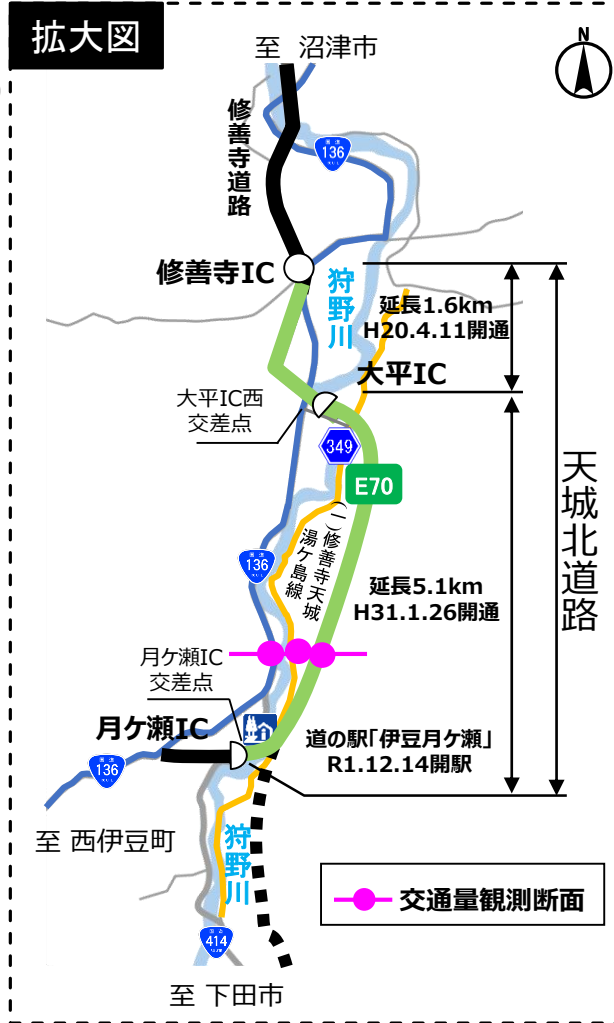 拡大図
至 沼津市
N
修善寺道路
136
修善寺IC
狩野川
延長1.6km
H20.4.11開通
大平IC
大平IC西
交差点
349
E70
(一)修善寺天城
湯ケ島線
天城北道路
136
延長5.1km
H31.1.26開通
月ケ瀬IC
交差点
月ケ瀬IC
道の駅「伊豆月ケ瀬」
R1.12.14開駅
136
至 西伊豆町
狩野川
交通量観測断面
414
至 下田市